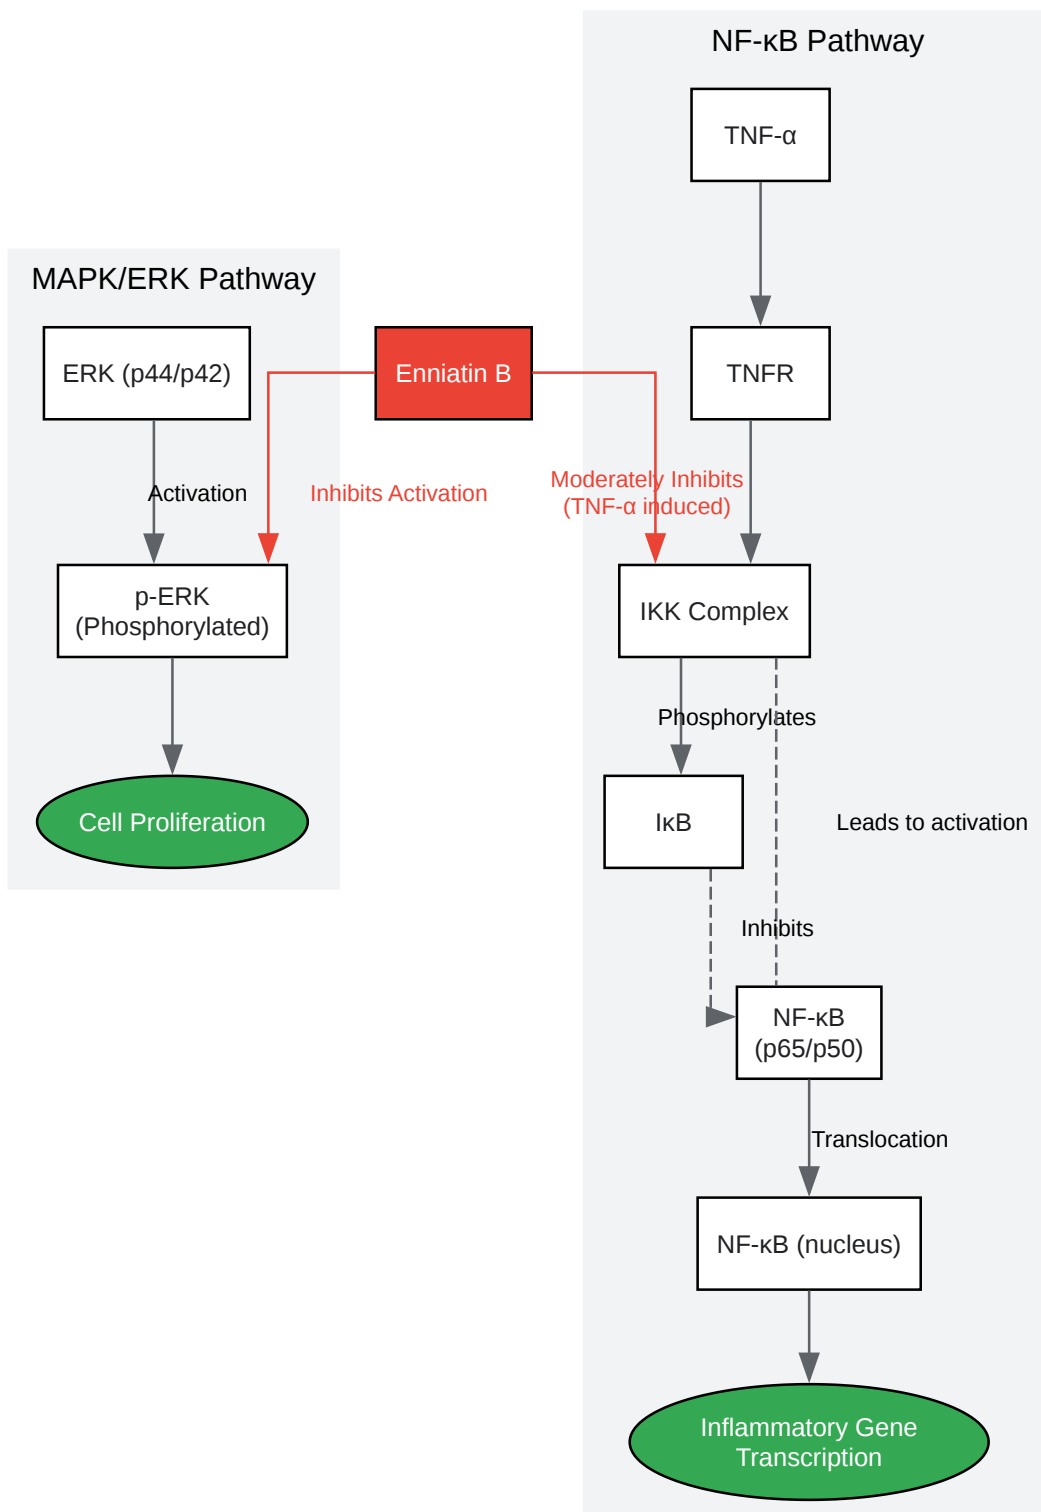 NF-κB Pathway
TNF-α
MAPK/ERK Pathway
ERK (p44/p42)
Enniatin B
TNFR
Activation
Inhibits Activation
Moderately Inhibits
(TNF-α induced)
p-ERK
(Phosphorylated)
IKK Complex
Phosphorylates
Cell Proliferation
IκB
Leads to activation
Inhibits
NF-κB
(p65/p50)
Translocation
NF-κB (nucleus)
Inflammatory Gene
Transcription